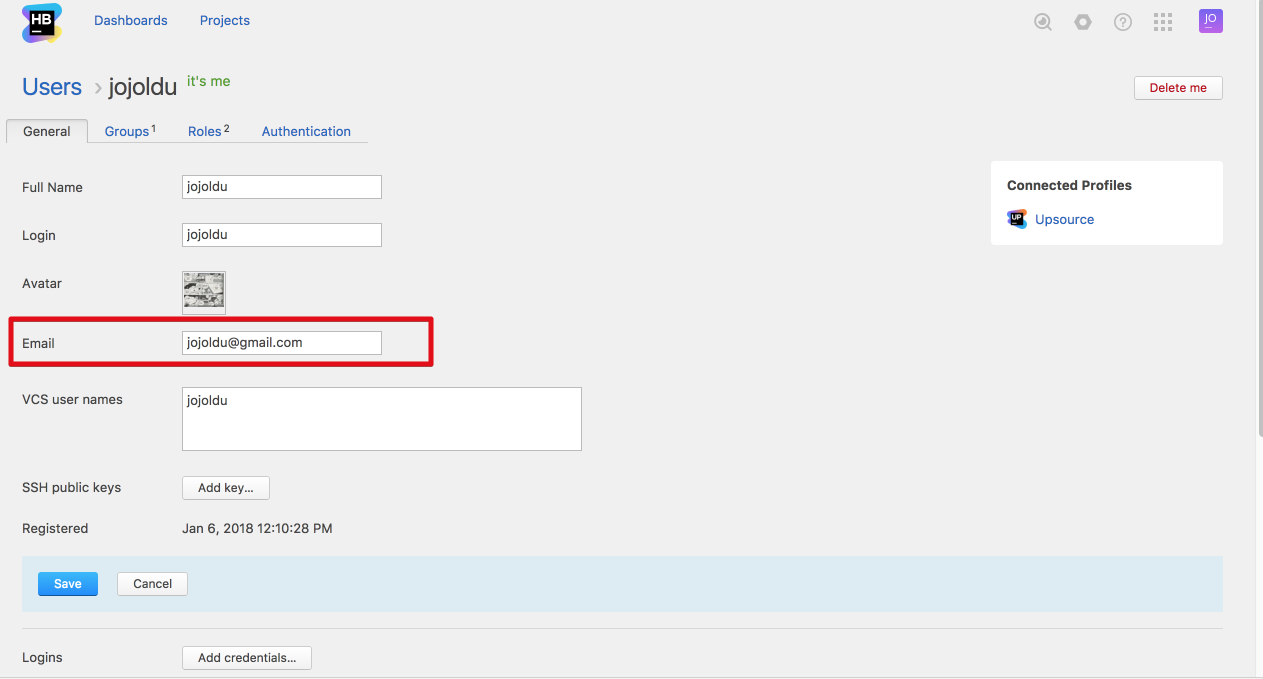 HB
Dashboards Projects
JO
Users > jojoldu it's me
Delete me
General Groups 1 Roles 2 Authentication
Full Name jojoldu
Connected Profiles
UP Upsource
Login jojoldu
Avatar
Email jojoldu@gmail.com
VCS user names jojoldu
SSH public keys Add key...
Registered Jan 6, 2018 12:10:28 PM
Save Cancel
Logins Add credentials...